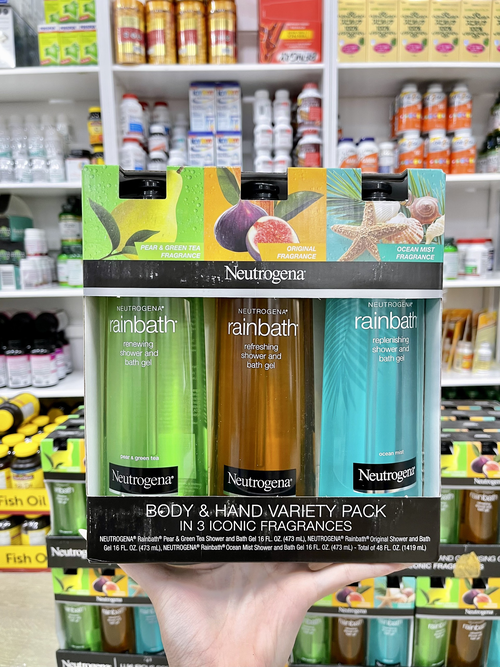 PEAR & GREEN TEA
FRAGRANCE
ORIGINAL
FRAGRANCE
OCEAN MIST
FRAGRANCE
Neutrogena®
NEUTROGENA®
rainbath®
renewing
shower and
bath gel
pear & green tea
Neutrogena®
NEUTROGENA®
rainbath®
refreshing
shower and
bath gel
Neutrogena®
NEUTROGENA®
rainbath
replenishing
shower and
bath gel
ocean mist
Neutrogena®
BODY & HAND VARIETY PACK
IN 3 ICONIC FRAGRANCES
NEUTROGENA® Rainbath® Pear & Green Tea Shower and Bath Gel 16 FL. OZ. (473 mL), NEUTROGENA® Rainbath® Original Shower and Bath
Gel 16 FL. OZ. (473 mL), NEUTROGENA® Rainbath® Ocean Mist Shower and Bath Gel 16 FL. OZ. (473 mL) - Total of 48 FL. OZ. (1419 mL)
Fish Oil
Fish O